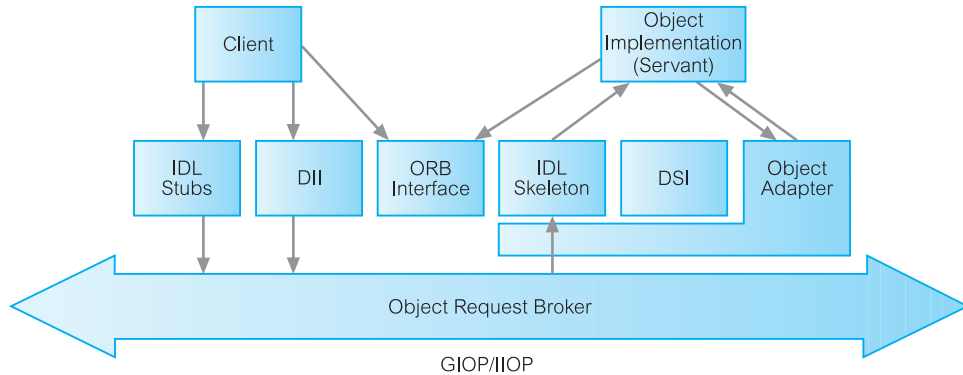 Client
Object
Implementation
(Servant)
IDL
Stubs
DII
ORB
Interface
IDL
Skeleton
DSI
Object
Adapter
Object Request Broker
GIOP/IIOP